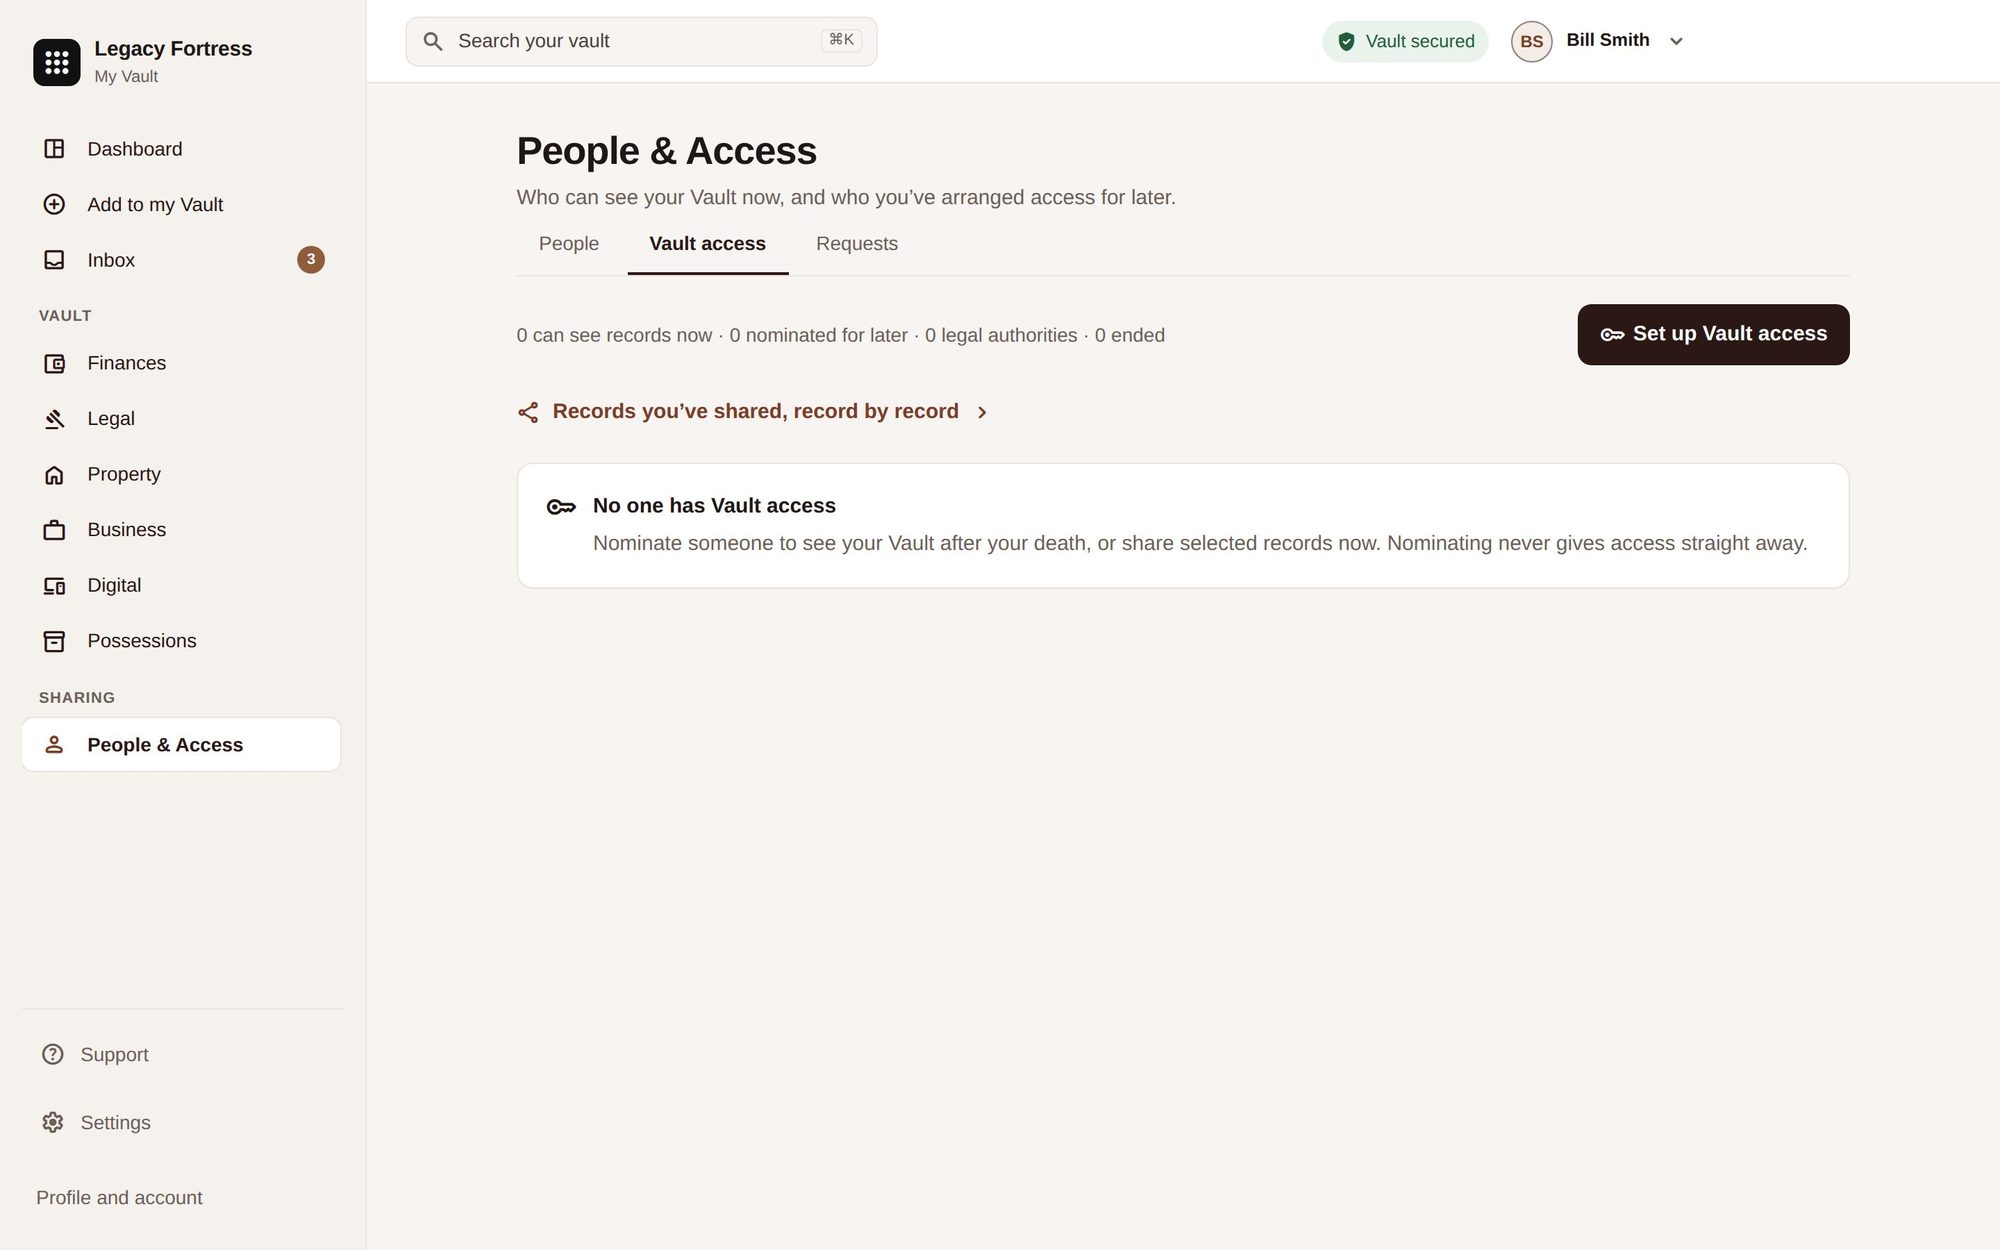 Legacy Fortress
My Vault
Dashboard
Add to my Vault
Inbox
3
VAULT
Finances
Legal
Property
Business
Digital
Possessions
SHARING
People & Access
Support
Settings
Profile and account
Search your vault
⌘K
Vault secured
BS
Bill Smith
People & Access
Who can see your Vault now, and who you’ve arranged access for later.
People
Vault access
Requests
0 can see records now · 0 nominated for later · 0 legal authorities · 0 ended
Set up Vault access
Records you’ve shared, record by record
No one has Vault access
Nominate someone to see your Vault after your death, or share selected records now. Nominating never gives access straight away.